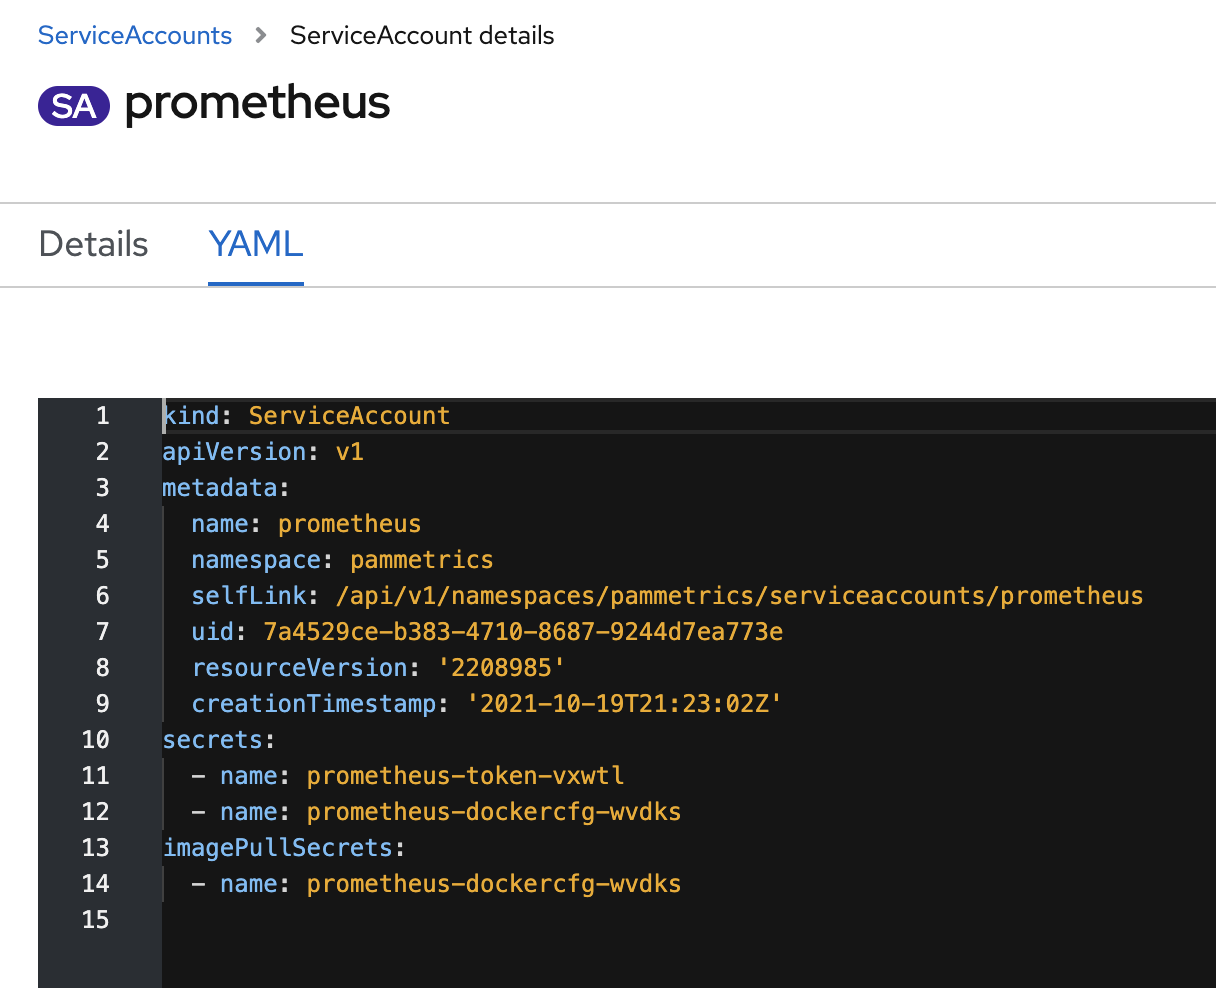 ServiceAccounts > ServiceAccount details
SA prometheus
Details YAML
1 kind: ServiceAccount
2 apiVersion: v1
3 metadata:
4   name: prometheus
5   namespace: pammetrics
6   selfLink: /api/v1/namespaces/pammetrics/serviceaccounts/prometheus
7   uid: 7a4529ce-b383-4710-8687-9244d7ea773e
8   resourceVersion: '2208985'
9   creationTimestamp: '2021-10-19T21:23:02Z'
10 secrets:
11   - name: prometheus-token-vxwtl
12   - name: prometheus-dockercfg-wvdks
13 imagePullSecrets:
14   - name: prometheus-dockercfg-wvdks
15